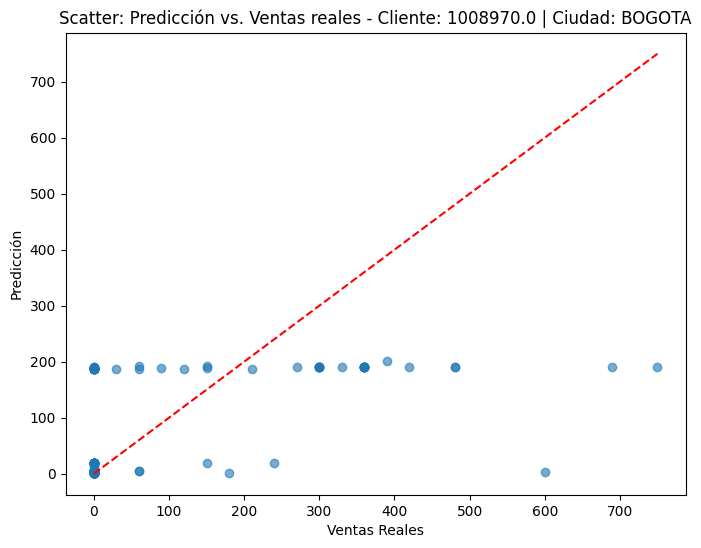 Scatter: Predicción vs. Ventas reales - Cliente: 1008970.0 | Ciudad: BOGOTA
700
600
500
400
300
200
100
0
Predicción
0 100 200 300 400 500 600 700
Ventas Reales